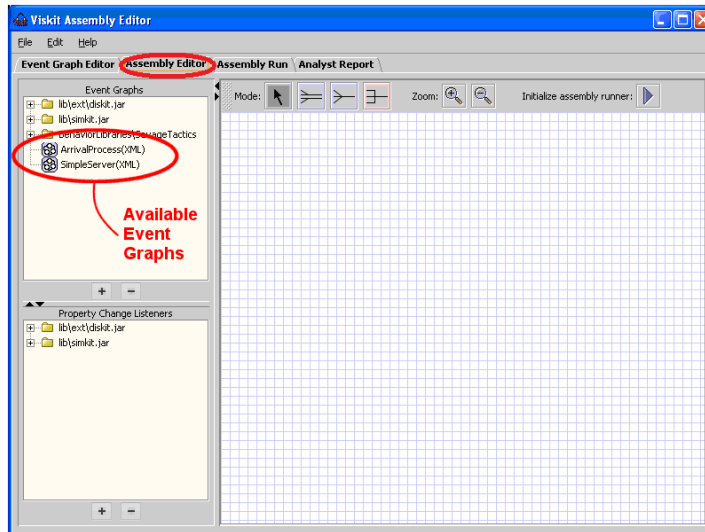 Viskit Assembly Editor
File Edit Help
Event Graph Editor Assembly Editor Assembly Run Analyst Report
Event Graphs
Mode: Zoom: Initialize assembly runner:
lib\ext\diskit.jar
lib\simkit.jar
BehaviorLibraries\SavageTactics
ArrivalProcess(XML)
SimpleServer(XML)
Available
Event
Graphs
+ −
Property Change Listeners
lib\ext\diskit.jar
lib\simkit.jar
+ −